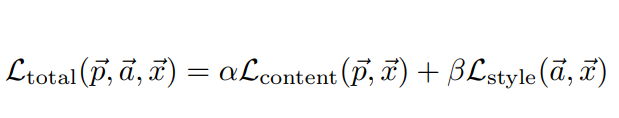 ℒ_total(p⃗, a⃗, x⃗) = αℒ_content(p⃗, x⃗) + βℒ_style(a⃗, x⃗)